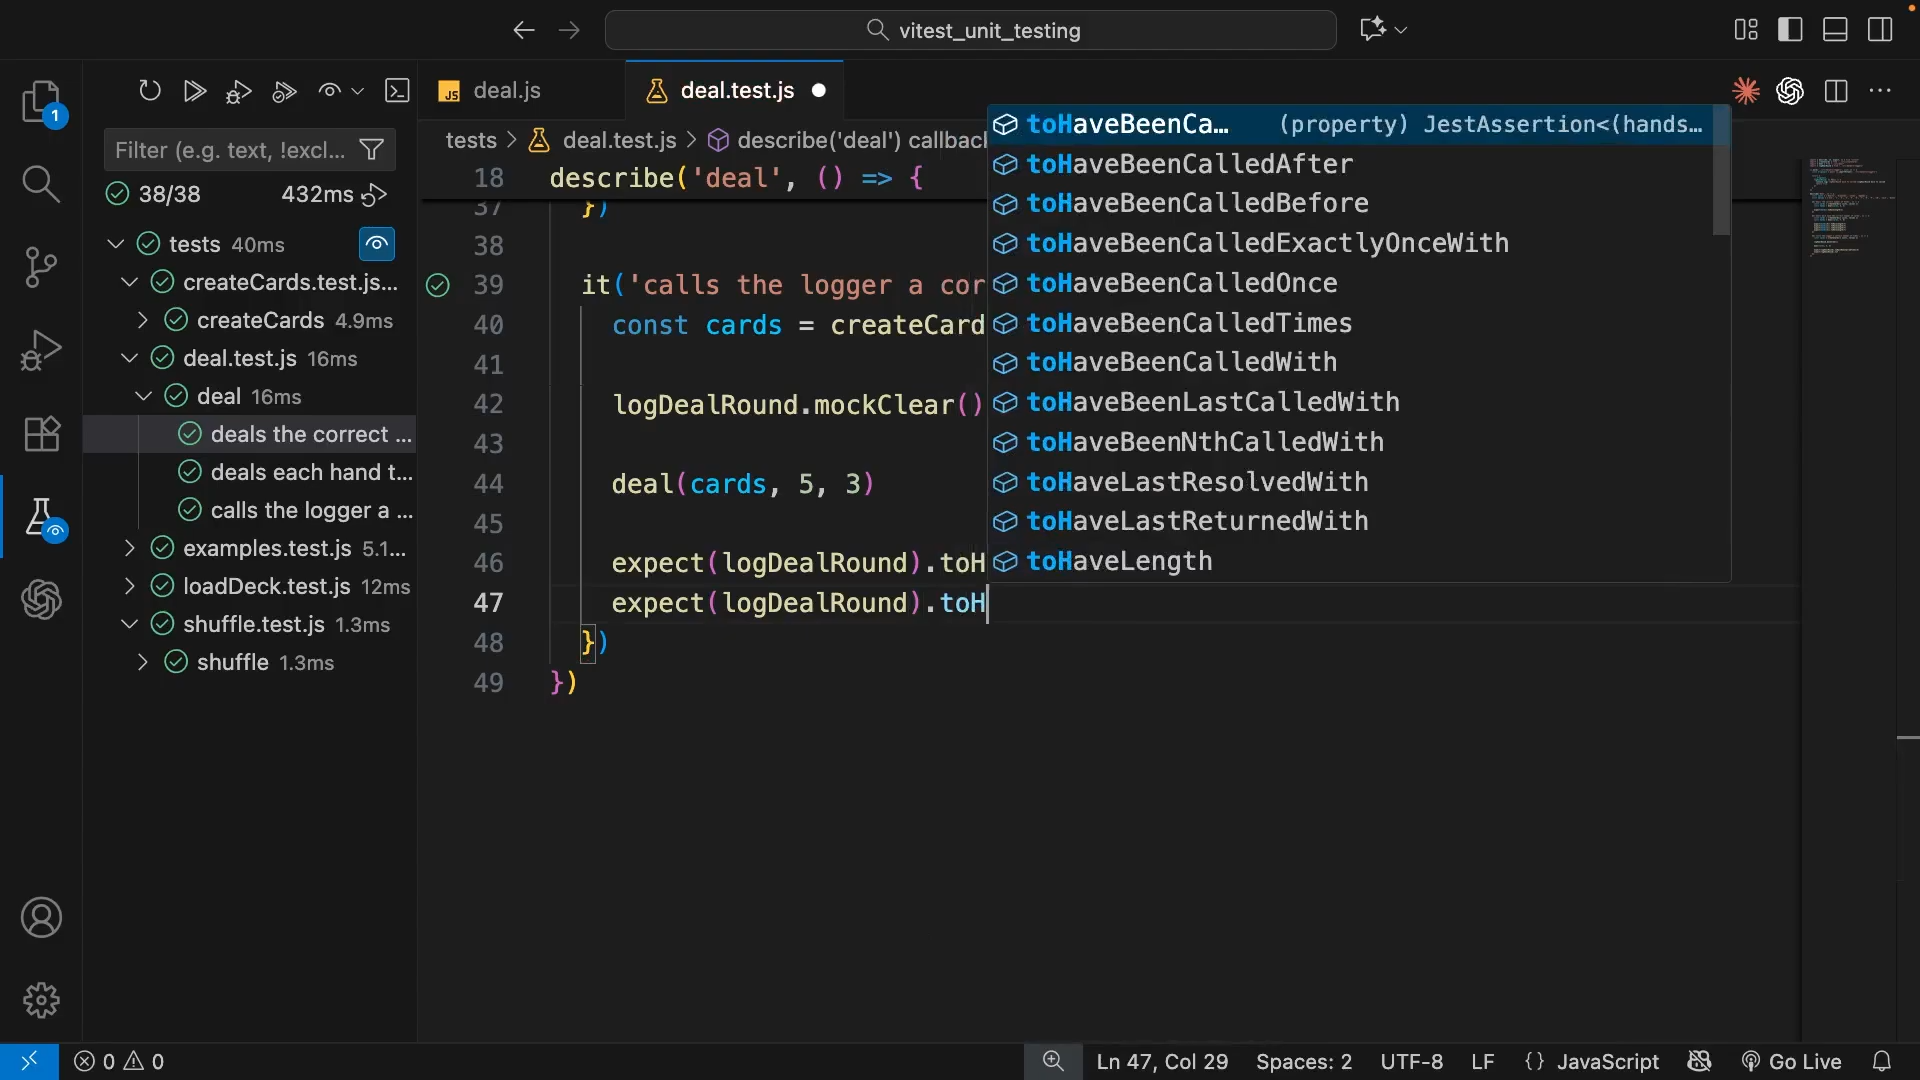 vitest_unit_testing
deal.js
deal.test.js
Filter (e.g. text, !excl...
38/38 432ms
tests 40ms
createCards.test.js...
createCards 4.9ms
deal.test.js 16ms
deal 16ms
deals the correct ...
deals each hand t...
calls the logger a ...
examples.test.js 5.1...
loadDeck.test.js 12ms
shuffle.test.js 1.3ms
shuffle 1.3ms
1
JS
tests > deal.test.js > describe('deal') callback
18 describe('deal', () => {
37 })
38
39 it('calls the logger a cor
40 const cards = createCard
41
42 logDealRound.mockClear()
43
44 deal(cards, 5, 3)
45
46 expect(logDealRound).toH
47 expect(logDealRound).toH
48 })
49 })
toHaveBeenCa... (property) JestAssertion<(hands...
toHaveBeenCalledAfter
toHaveBeenCalledBefore
toHaveBeenCalledExactlyOnceWith
toHaveBeenCalledOnce
toHaveBeenCalledTimes
toHaveBeenCalledWith
toHaveBeenLastCalledWith
toHaveBeenNthCalledWith
toHaveLastResolvedWith
toHaveLastReturnedWith
toHaveLength
0 0
Ln 47, Col 29 Spaces: 2 UTF-8 LF {} JavaScript Go Live